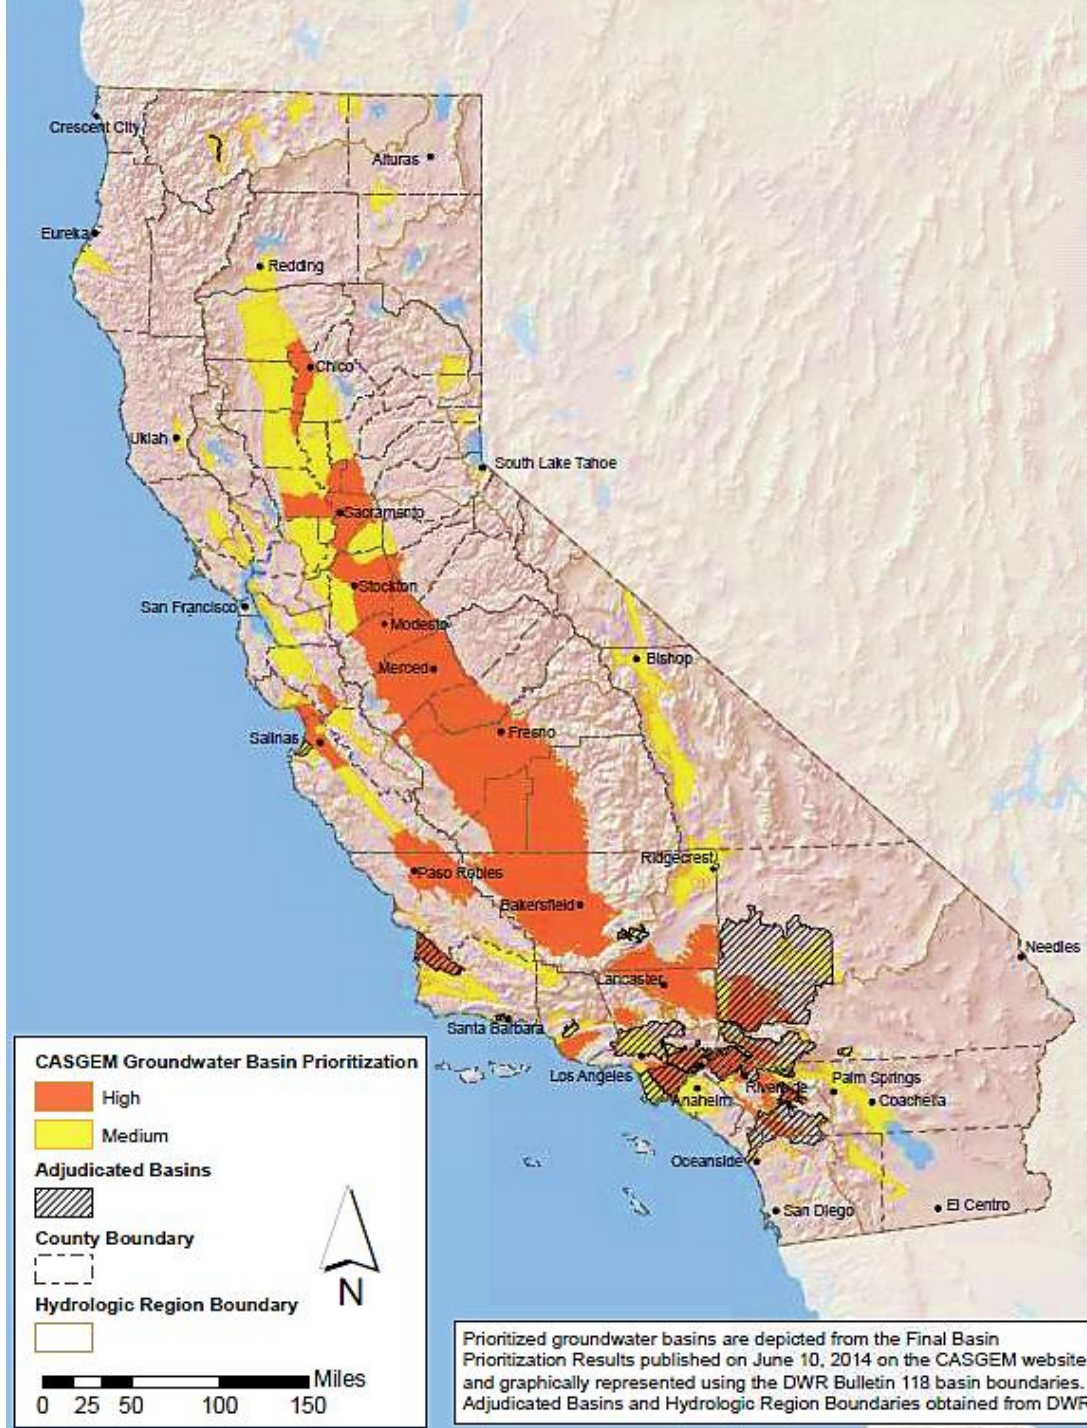 Crescent City
Alturas
Eureka
Redding
Chico
Ukiah
South Lake Tahoe
Sacramento
Stockton
San Francisco
Modesto
Bishop
Merced
Fresno
Salinas
Ridgecrest
Paso Robles
Bakersfield
Needles
Lancaster
Santa Barbara
Los Angeles
Riverside
Palm Springs
Anaheim
Coachella
Oceanside
San Diego
El Centro
CASGEM Groundwater Basin Prioritization
High
Medium
Adjudicated Basins
County Boundary
Hydrologic Region Boundary
N
Miles
0 25 50 100 150
Prioritized groundwater basins are depicted from the Final Basin
Prioritization Results published on June 10, 2014 on the CASGEM website
and graphically represented using the DWR Bulletin 118 basin boundaries.
Adjudicated Basins and Hydrologic Region Boundaries obtained from DWR